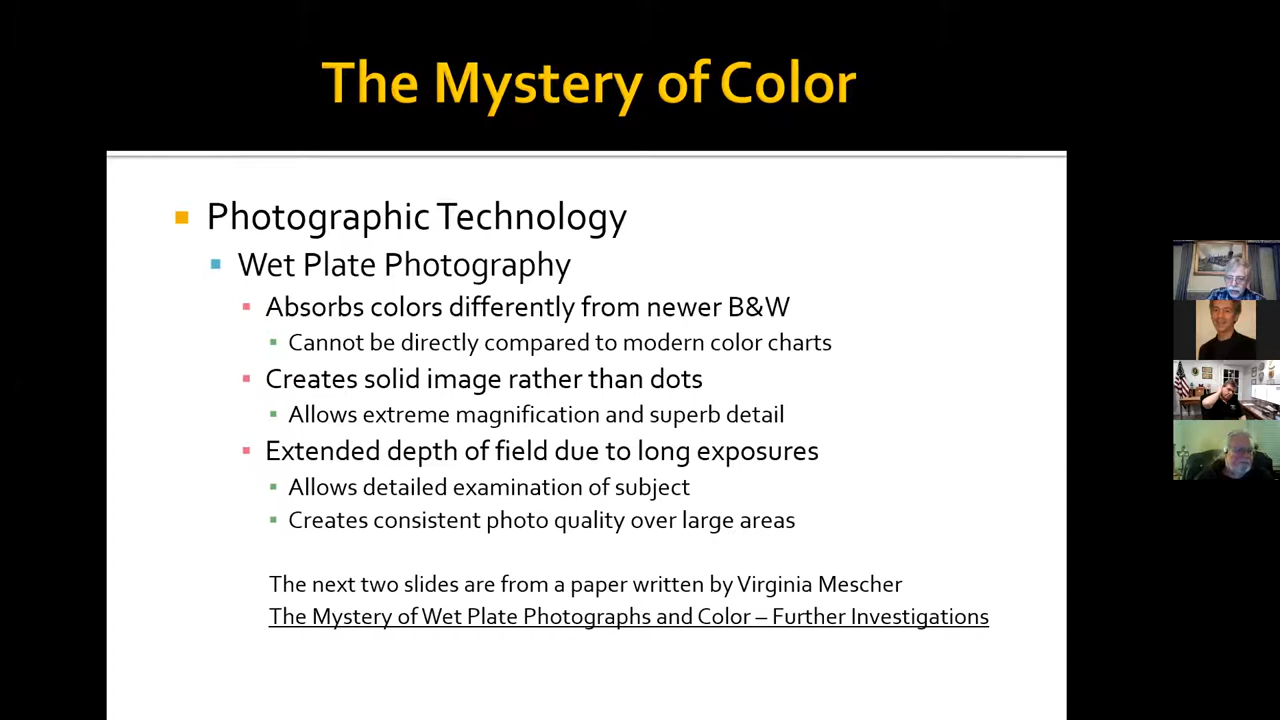 The Mystery of Color
Photographic Technology
Wet Plate Photography
Absorbs colors differently from newer B&W
Cannot be directly compared to modern color charts
Creates solid image rather than dots
Allows extreme magnification and superb detail
Extended depth of field due to long exposures
Allows detailed examination of subject
Creates consistent photo quality over large areas
The next two slides are from a paper written by Virginia Mescher
The Mystery of Wet Plate Photographs and Color – Further Investigations